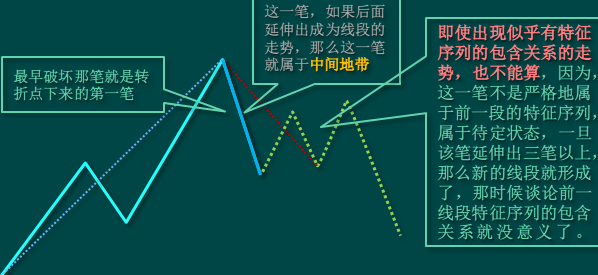 最早破坏那笔就是转
折点下来的第一笔
这一笔，如果后面
延伸出成为线段的
走势，那么这一笔
就属于中间地带
即使出现似乎有特征
序列的包含关系的走
势，也不能算，因为，
这一笔不是严格地属
于前一段的特征序列，
属于待定状态，一旦
该笔延伸出三笔以上，
那么新的线段就形成
了，那时候谈论前一
线段特征序列的包含
关系就没意义了。